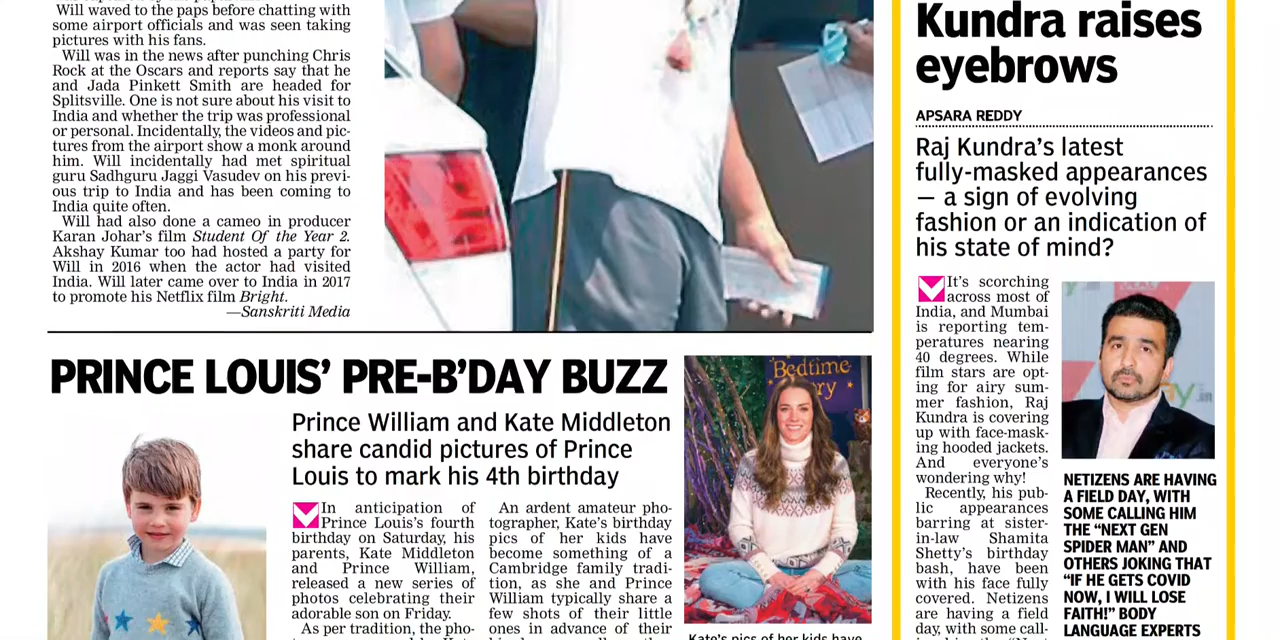 Will waved to the paps before chatting with
some airport officials and was seen taking
pictures with his fans.
Will was in the news after punching Chris
Rock at the Oscars and reports say that he
and Jada Pinkett Smith are headed for
Splitsville. One is not sure about his visit to
India and whether the trip was professional
or personal. Incidentally, the videos and pic-
tures from the airport show a monk around
him. Will incidentally had met spiritual
guru Sadhguru Jaggi Vasudev on his previ-
ous trip to India and has been coming to
India quite often.
Will had also done a cameo in producer
Karan Johar's film Student Of the Year 2.
Akshay Kumar too had hosted a party for
Will in 2016 when the actor had visited
India. Will later came over to India in 2017
to promote his Netflix film Bright.
—Sanskriti Media
PRINCE LOUIS' PRE-B'DAY BUZZ
Prince William and Kate Middleton
share candid pictures of Prince
Louis to mark his 4th birthday
In anticipation of
Prince Louis's fourth
birthday on Saturday, his
parents, Kate Middleton
and Prince William,
released a new series of
photos celebrating their
adorable son on Friday.
As per tradition, the pho-
An ardent amateur pho-
tographer, Kate's birthday
pics of her kids have
become something of a
Cambridge family tradi-
tion, as she and Prince
William typically share a
few shots of their little
ones in advance of their
Bedtime
Kate's pics of her kids have
Kundra raises
eyebrows
APSARA REDDY
Raj Kundra's latest
fully-masked appearances
— a sign of evolving
fashion or an indication of
his state of mind?
It's scorching
across most of
India, and Mumbai
is reporting tem-
peratures nearing
40 degrees. While
film stars are opt-
ing for airy sum-
mer fashion, Raj
Kundra is covering
up with face-mask-
ing hooded jackets.
And everyone's
wondering why!
Recently, his pub-
lic appearances
barring at sister-
in-law Shamita
Shetty's birthday
bash, have been
with his face fully
covered. Netizens
are having a field
day, with some call-
NETIZENS ARE HAVING
A FIELD DAY, WITH
SOME CALLING HIM
THE "NEXT GEN
SPIDER MAN" AND
OTHERS JOKING THAT
"IF HE GETS COVID
NOW, I WILL LOSE
FAITH!" BODY
LANGUAGE EXPERTS